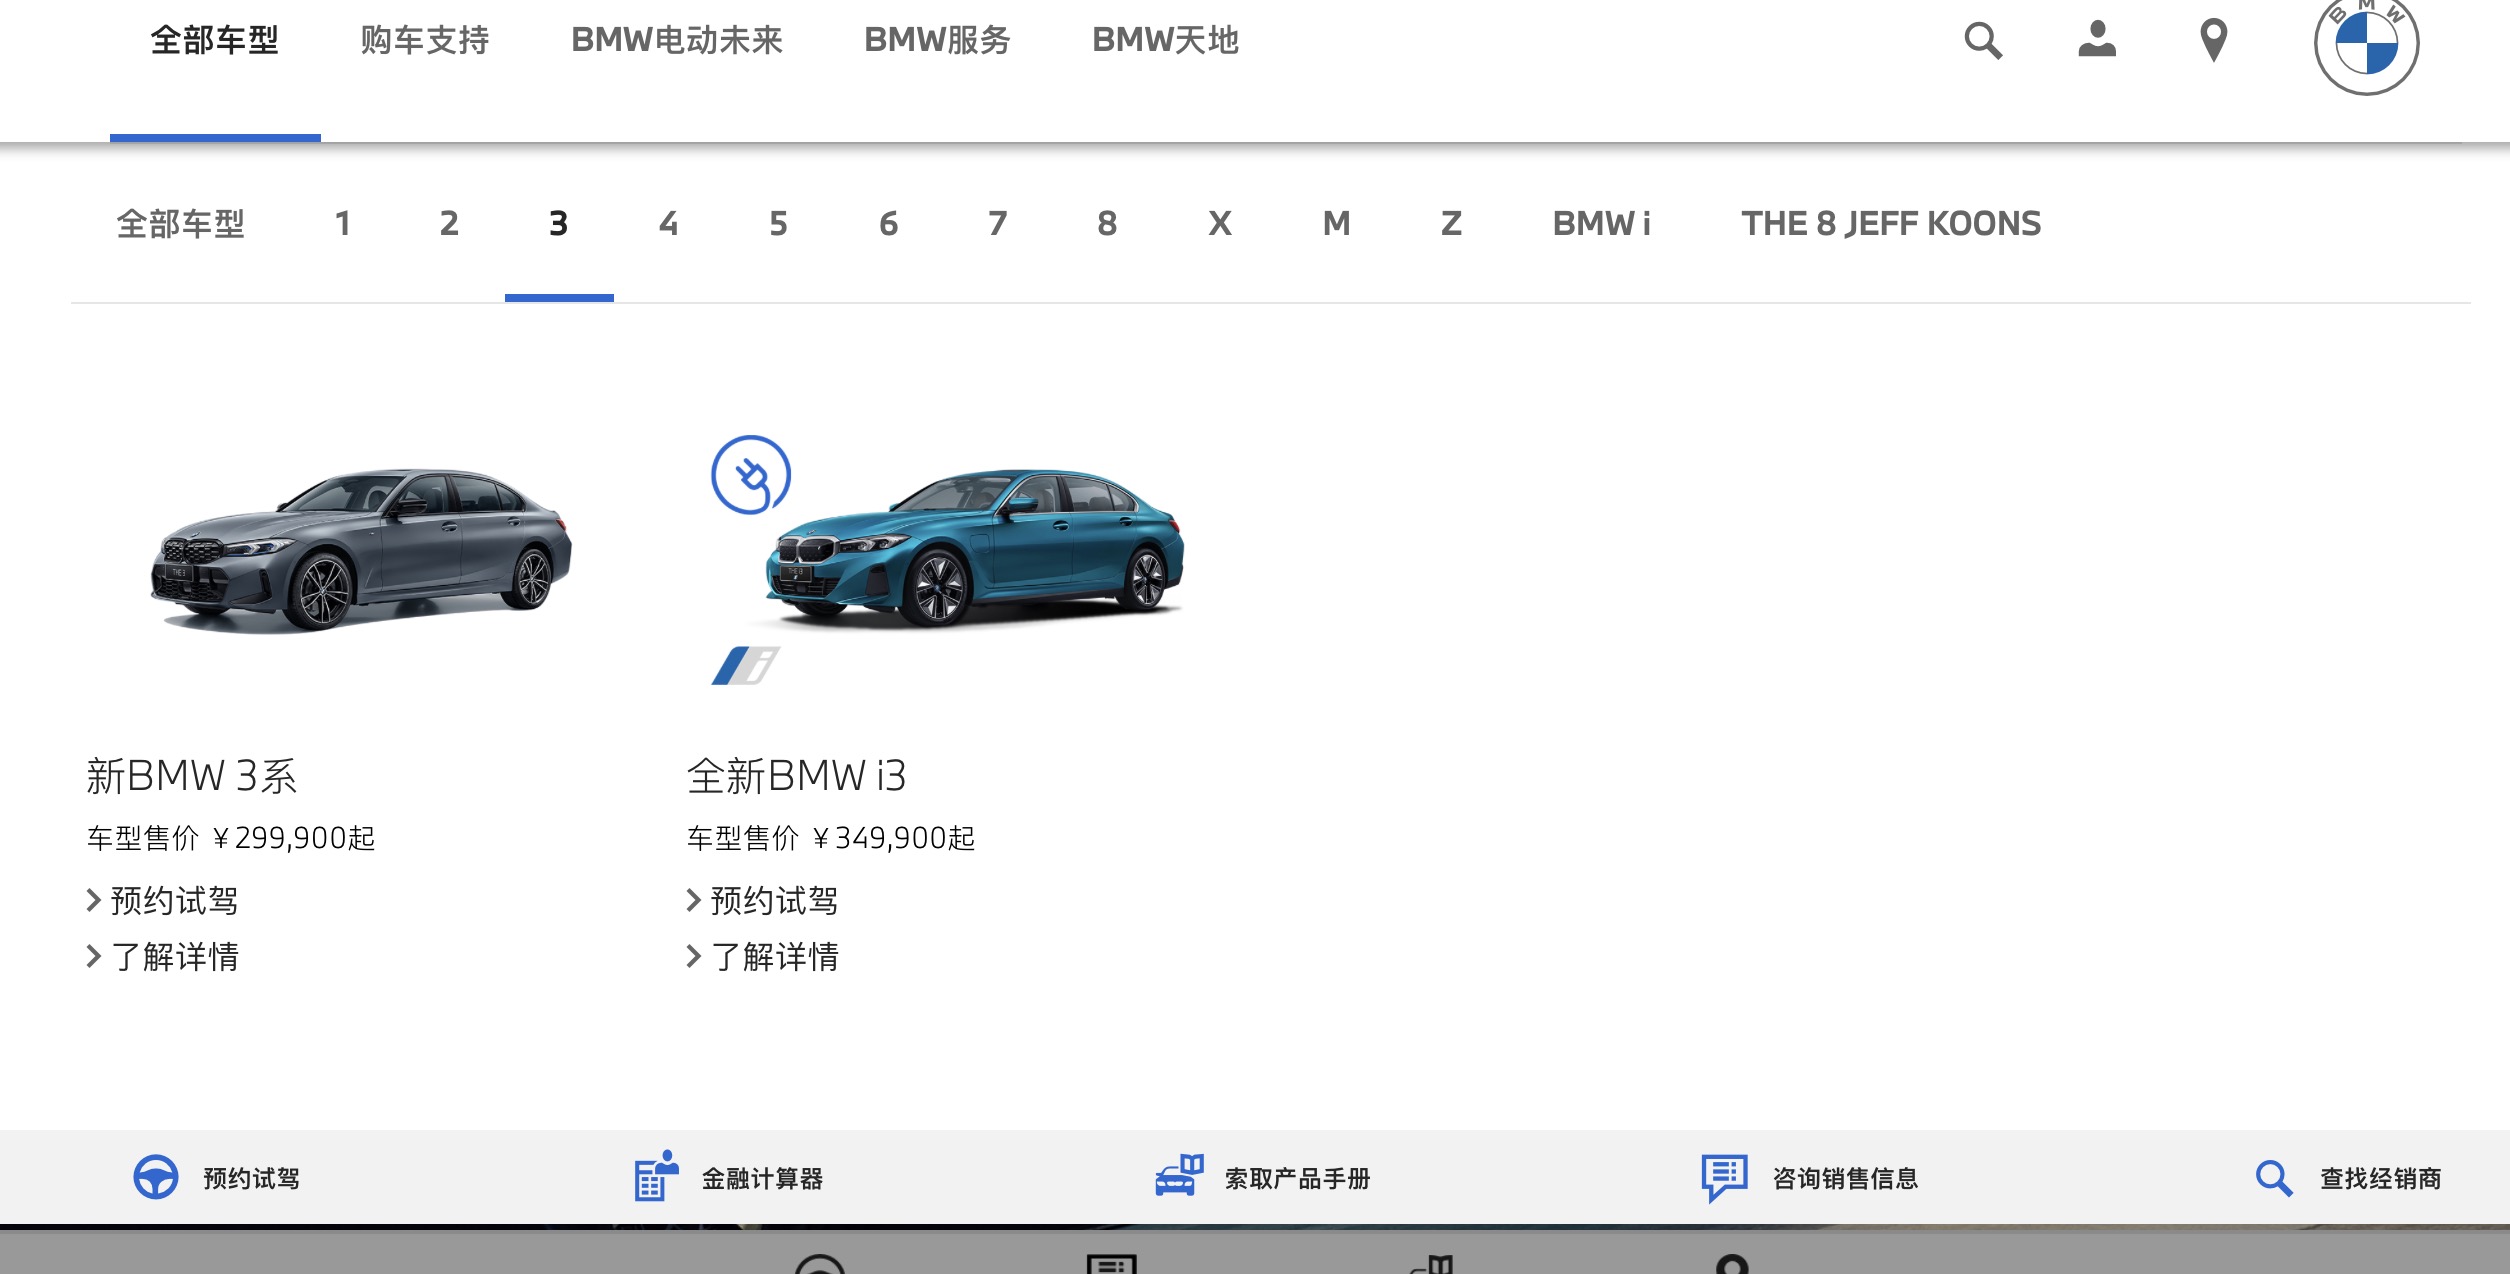 全部车型 购车支持 BMW电动未来 BMW服务 BMW天地 BMW
全部车型 1 2 3 4 5 6 7 8 X M Z BMW i THE 8 JEFF KOONS
THE 3
THE i3
i
新BMW 3系 全新BMW i3
车型售价 ￥299,900起 车型售价 ￥349,900起
预约试驾 预约试驾
了解详情 了解详情
预约试驾 金融计算器 索取产品手册 咨询销售信息 查找经销商